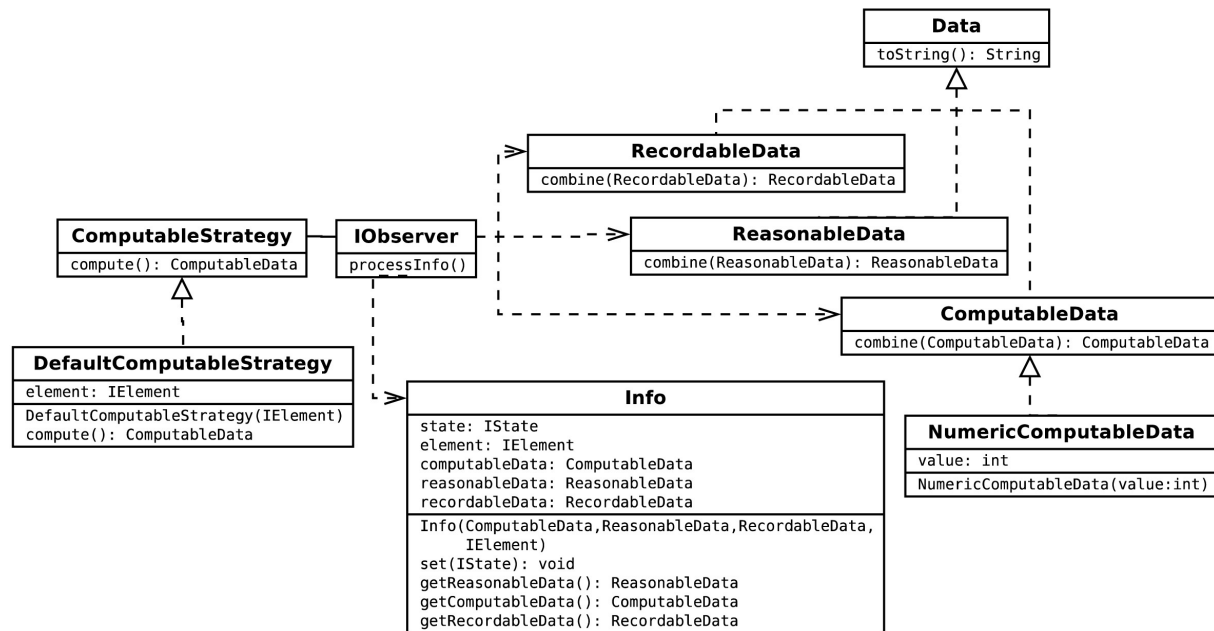 Data
toString(): String
RecordableData
combine(RecordableData): RecordableData
ComputableStrategy
compute(): ComputableData
IObserver
processInfo()
ReasonableData
combine(ReasonableData): ReasonableData
ComputableData
combine(ComputableData): ComputableData
DefaultComputableStrategy
element: IElement
DefaultComputableStrategy(IElement)
compute(): ComputableData
Info
state: IState
element: IElement
computableData: ComputableData
reasonableData: ReasonableData
recordableData: RecordableData
Info(ComputableData,ReasonableData,RecordableData,
IElement)
set(IState): void
getReasonableData(): ReasonableData
getComputableData(): ComputableData
getRecordableData(): RecordableData
NumericComputableData
value: int
NumericComputableData(value:int)